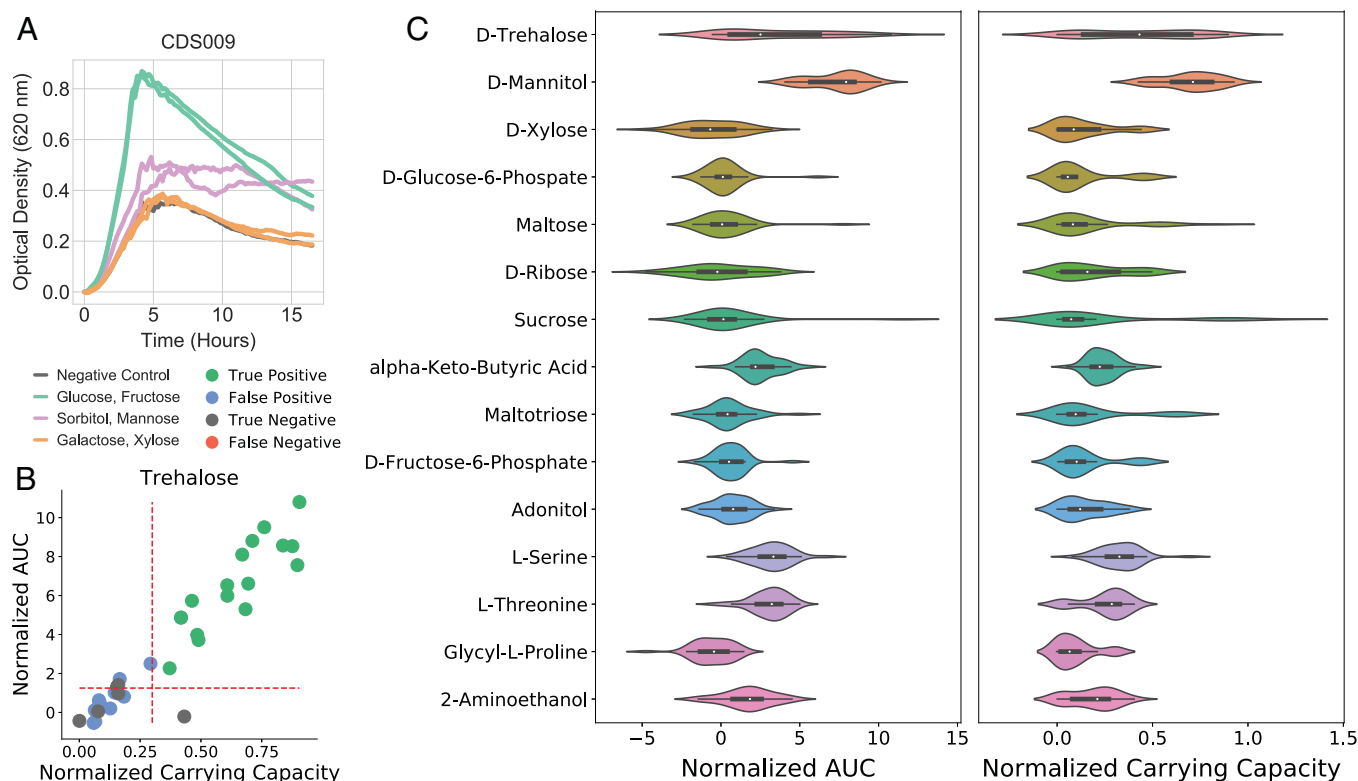 A
CDS009
Optical Density (620 nm)
0.8
0.6
0.4
0.2
0.0
0
5
10
15
Time (Hours)
Negative Control
Glucose, Fructose
Sorbitol, Mannose
Galactose, Xylose
True Positive
False Positive
True Negative
False Negative
B
Trehalose
Normalized AUC
10
8
6
4
2
0
0.00
0.25
0.50
0.75
Normalized Carrying Capacity
C
D-Trehalose
D-Mannitol
D-Xylose
D-Glucose-6-Phospate
Maltose
D-Ribose
Sucrose
alpha-Keto-Butyric Acid
Maltotriose
D-Fructose-6-Phosphate
Adonitol
L-Serine
L-Threonine
Glycyl-L-Proline
2-Aminoethanol
−5
0
5
10
15
Normalized AUC
0.0
0.5
1.0
1.5
Normalized Carrying Capacity